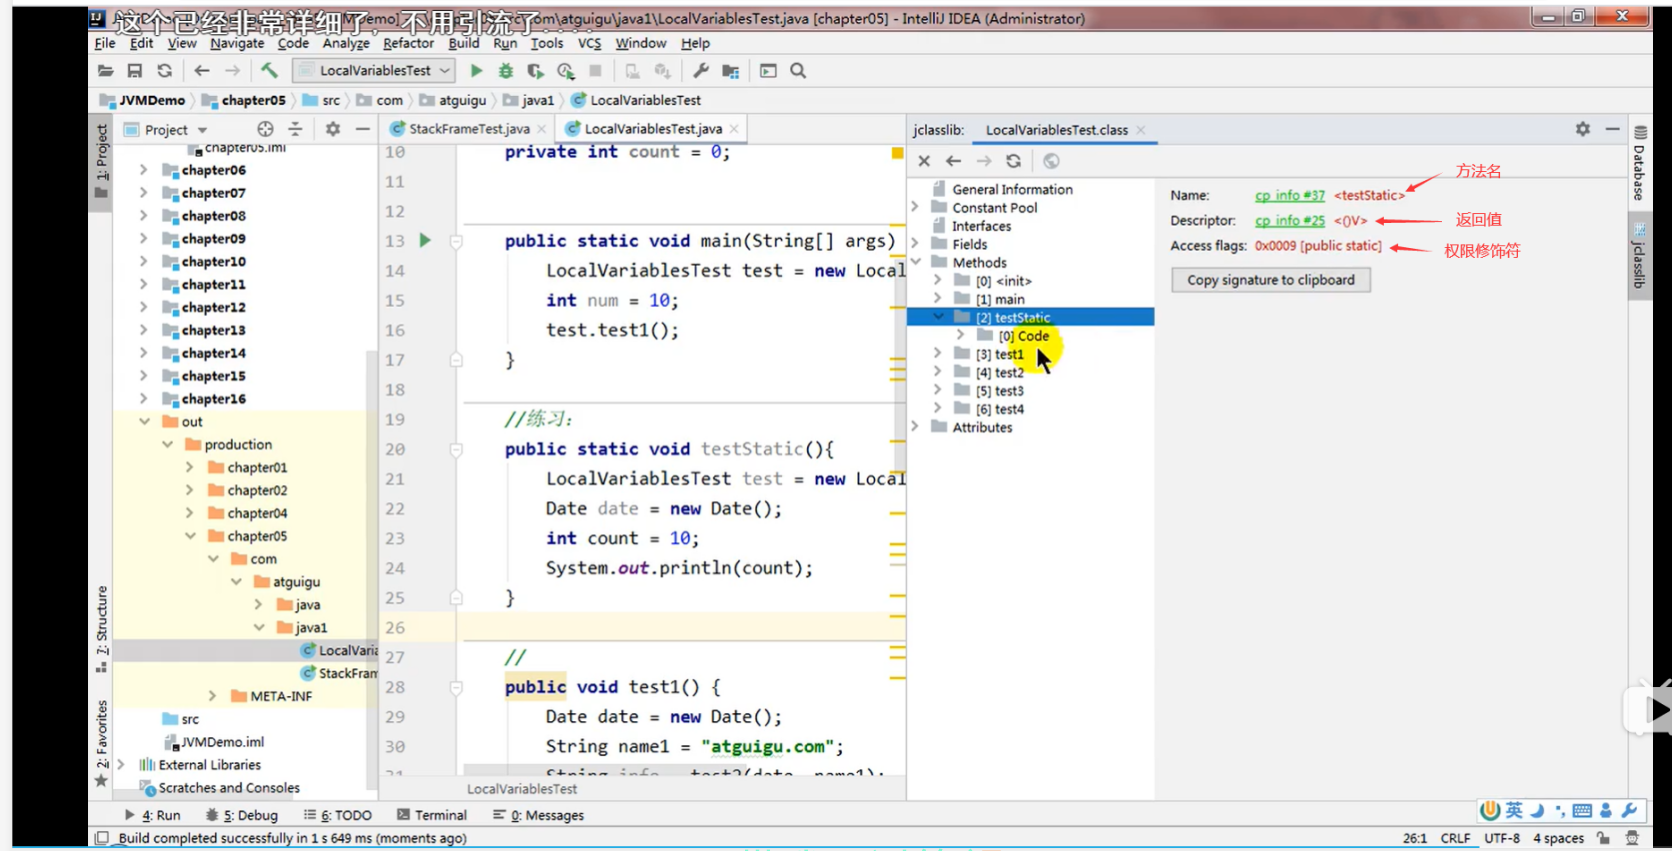 这个已经非常详细了，不用引流了....
\LocalVariablesTest.java [chapter05] - IntelliJ IDEA (Administrator)
File Edit View Navigate Code Analyze Refactor Build Run Tools VCS Window Help
LocalVariablesTest
JVMDemo chapter05 src com atguigu java1 LocalVariablesTest
1: Project
Project
chapter05.iml
chapter06
chapter07
chapter08
chapter09
chapter10
chapter11
chapter12
chapter13
chapter14
chapter15
chapter16
out
production
chapter01
chapter02
chapter04
chapter05
com
atguigu
java
java1
LocalVaria
StackFram
META-INF
src
JVMDemo.iml
External Libraries
Scratches and Consoles
7: Structure
2: Favorites
StackFrameTest.java LocalVariablesTest.java
10 private int count = 0;
11
12
13 public static void main(String[] args)
14 LocalVariablesTest test = new Local
15 int num = 10;
16 test.test1();
17 }
18
19 //练习：
20 public static void testStatic(){
21 LocalVariablesTest test = new Local
22 Date date = new Date();
23 int count = 10;
24 System.out.println(count);
25 }
26
27 //
28 public void test1() {
29 Date date = new Date();
30 String name1 = "atguigu.com";
31 String info = test2(date, name1);
LocalVariablesTest
jclasslib: LocalVariablesTest.class
General Information
Constant Pool
Interfaces
Fields
Methods
[0] <init>
[1] main
[2] testStatic
[0] Code
[3] test1
[4] test2
[5] test3
[6] test4
Attributes
方法名
Name: cp info #37 <testStatic>
返回值
Descriptor: cp info #25 <()V>
权限修饰符
Access flags: 0x0009 [public static]
Copy signature to clipboard
Database
jclasslib
4: Run 5: Debug 6: TODO Terminal 0: Messages
英
Build completed successfully in 1 s 649 ms (moments ago)
26:1 CRLF UTF-8 4 spaces